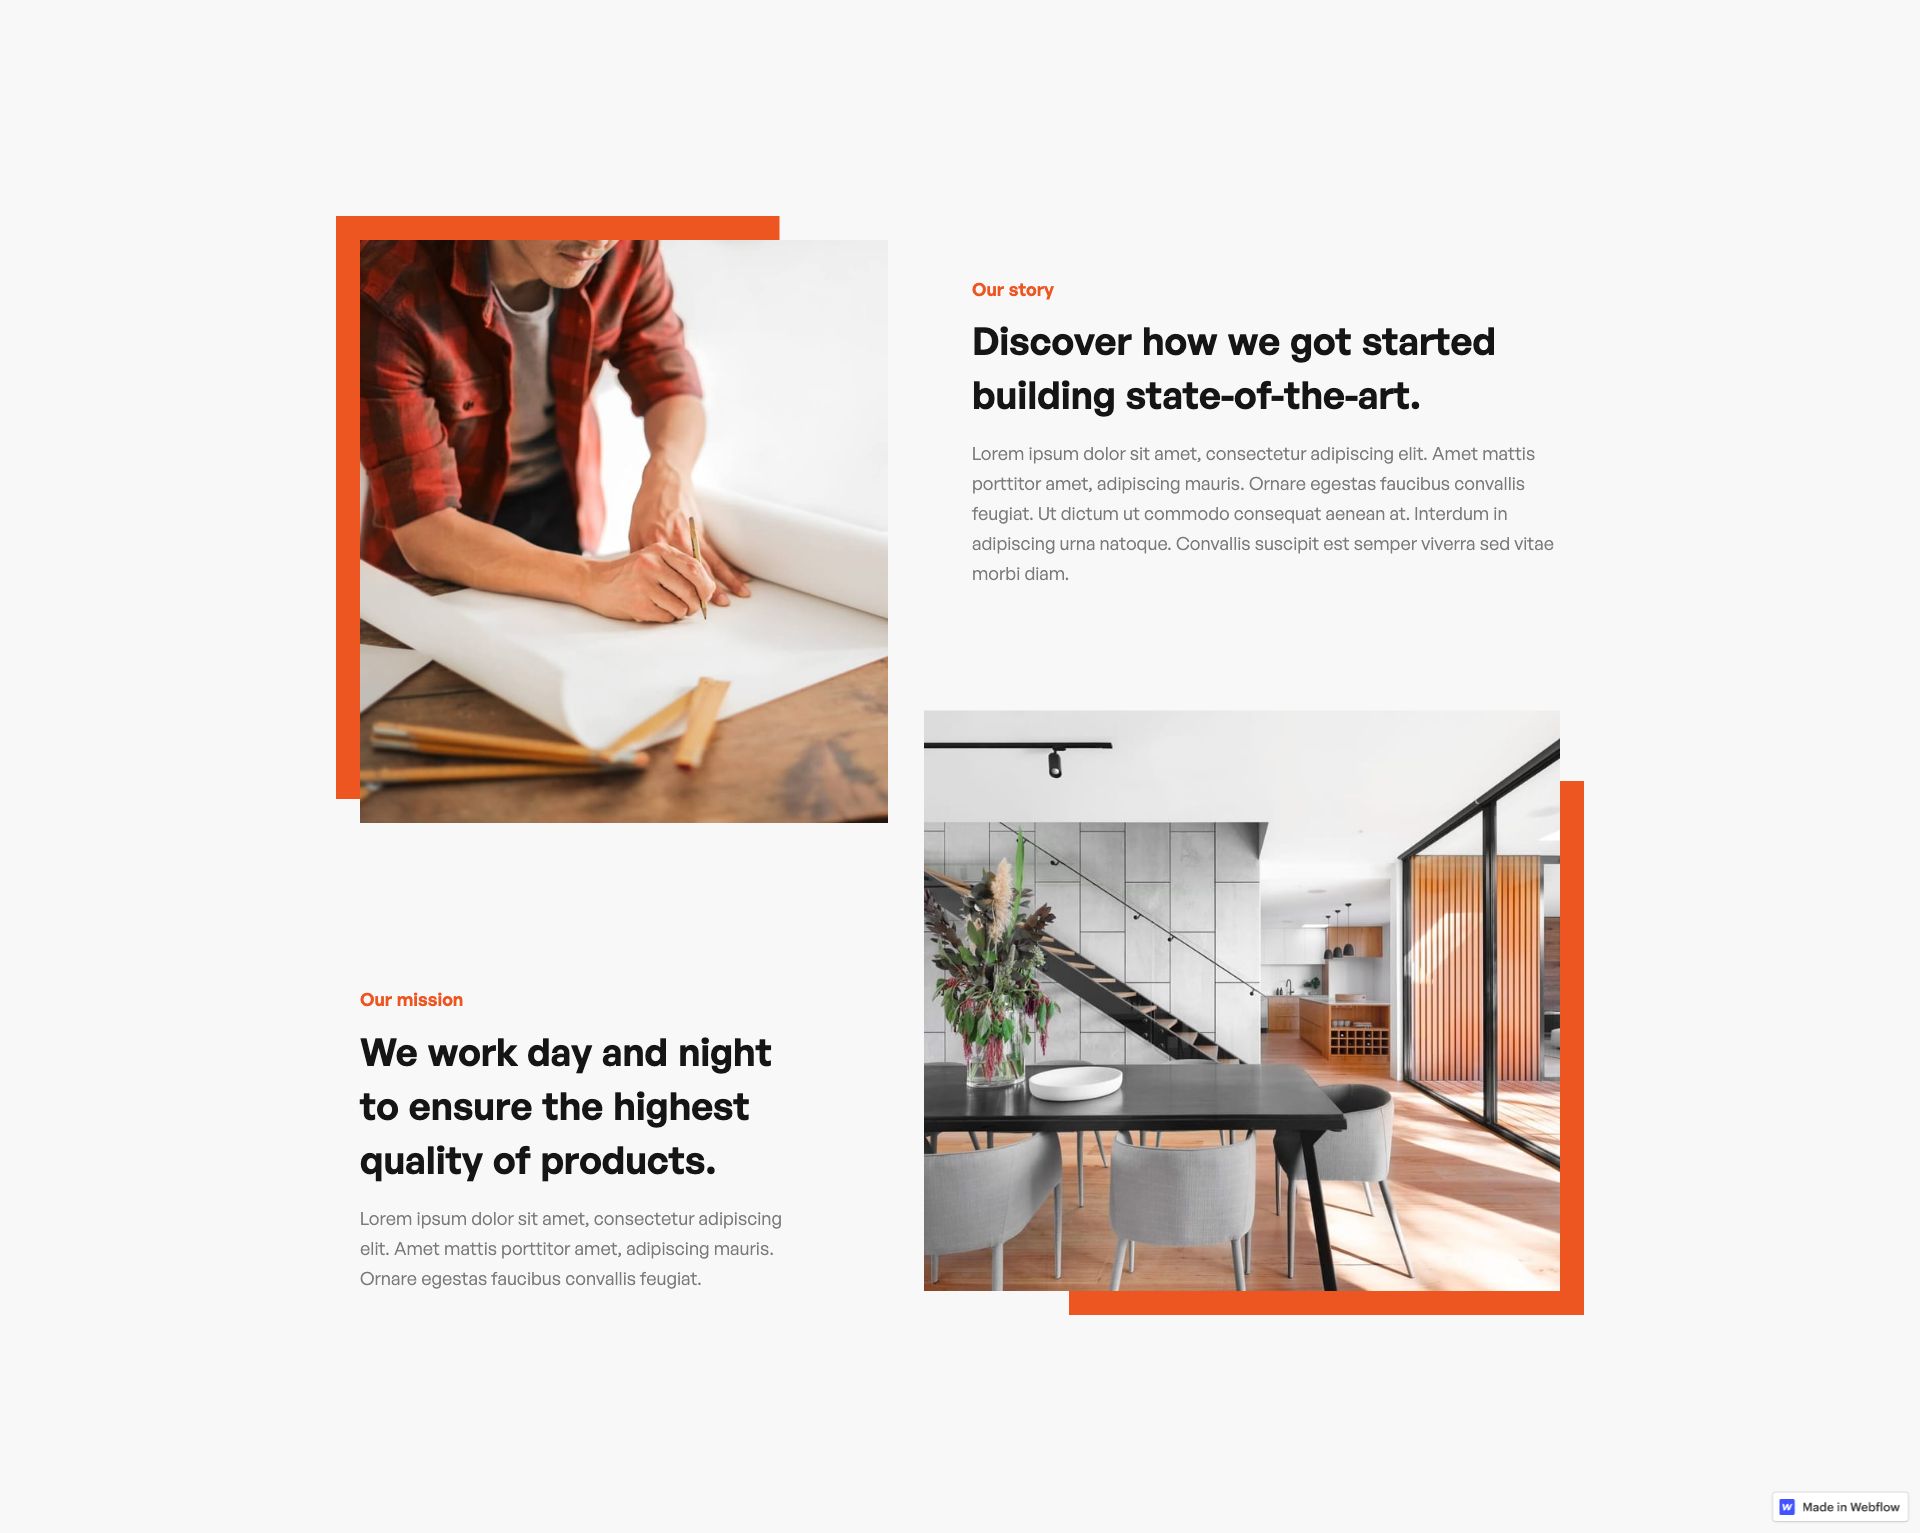 Our story
Discover how we got started
building state-of-the-art.
Lorem ipsum dolor sit amet, consectetur adipiscing elit. Amet mattis
porttitor amet, adipiscing mauris. Ornare egestas faucibus convallis
feugiat. Ut dictum ut commodo consequat aenean at. Interdum in
adipiscing urna natoque. Convallis suscipit est semper viverra sed vitae
morbi diam.
Our mission
We work day and night
to ensure the highest
quality of products.
Lorem ipsum dolor sit amet, consectetur adipiscing
elit. Amet mattis porttitor amet, adipiscing mauris.
Ornare egestas faucibus convallis feugiat.
Made in Webflow